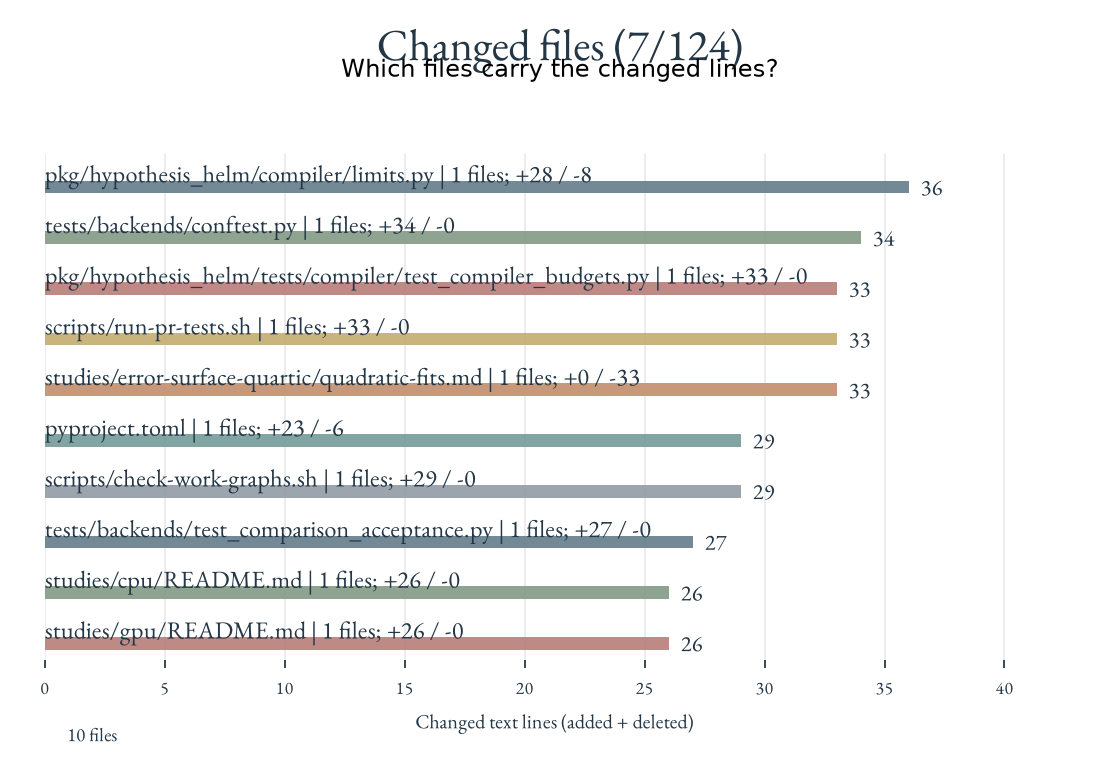 Changed files (7/124)
Which files carry the changed lines?
pkg/hypothesis_helm/compiler/limits.py | 1 files; +28 / -8
36
tests/backends/conftest.py | 1 files; +34 / -0
34
pkg/hypothesis_helm/tests/compiler/test_compiler_budgets.py | 1 files; +33 / -0
33
scripts/run-pr-tests.sh | 1 files; +33 / -0
33
studies/error-surface-quartic/quadratic-fits.md | 1 files; +0 / -33
33
pyproject.toml | 1 files; +23 / -6
29
scripts/check-work-graphs.sh | 1 files; +29 / -0
29
tests/backends/test_comparison_acceptance.py | 1 files; +27 / -0
27
studies/cpu/README.md | 1 files; +26 / -0
26
studies/gpu/README.md | 1 files; +26 / -0
26
0 5 10 15 20 25 30 35 40
Changed text lines (added + deleted)
10 files